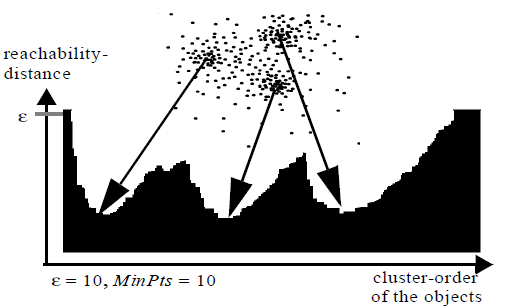 reachability-
distance
ε
ε = 10, MinPts = 10
cluster-order
of the objects